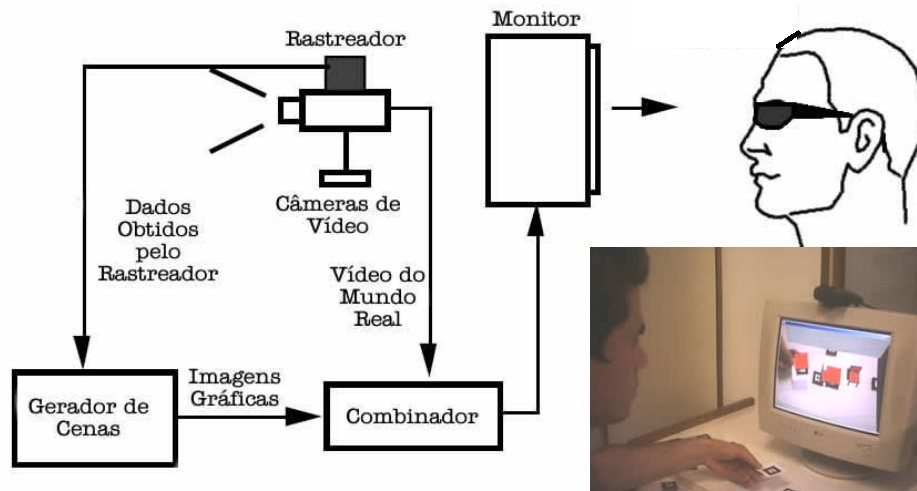 Monitor
Rastreador
Câmeras de
Vídeo
Dados
Obtidos
pelo
Rastreador
Vídeo do
Mundo
Real
Imagens
Gráficas
Gerador de
Cenas
Combinador